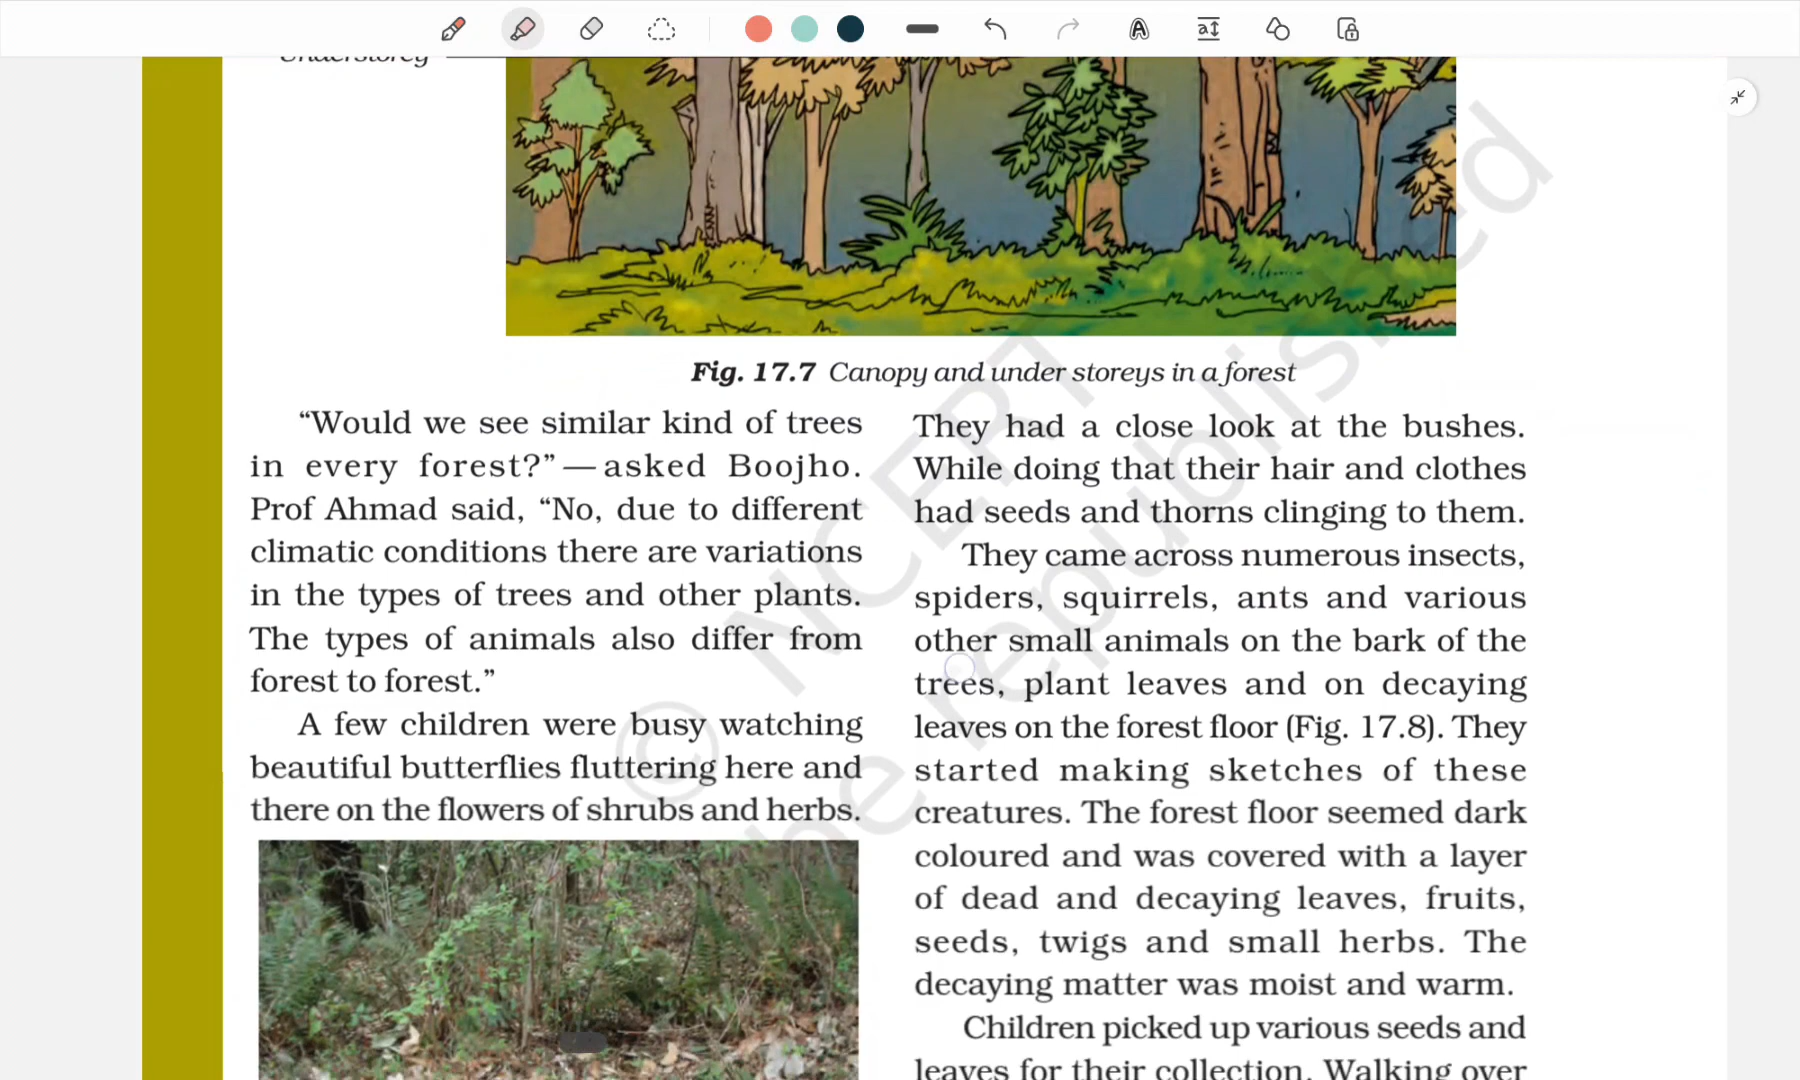 Understorey
Fig. 17.7 Canopy and under storeys in a forest
“Would we see similar kind of trees
in every forest?” — asked Boojho.
Prof Ahmad said, “No, due to different
climatic conditions there are variations
in the types of trees and other plants.
The types of animals also differ from
forest to forest.”
A few children were busy watching
beautiful butterflies fluttering here and
there on the flowers of shrubs and herbs.
They had a close look at the bushes.
While doing that their hair and clothes
had seeds and thorns clinging to them.
They came across numerous insects,
spiders, squirrels, ants and various
other small animals on the bark of the
trees, plant leaves and on decaying
leaves on the forest floor (Fig. 17.8). They
started making sketches of these
creatures. The forest floor seemed dark
coloured and was covered with a layer
of dead and decaying leaves, fruits,
seeds, twigs and small herbs. The
decaying matter was moist and warm.
Children picked up various seeds and
leaves for their collection. Walking over
© NCERT
be republished